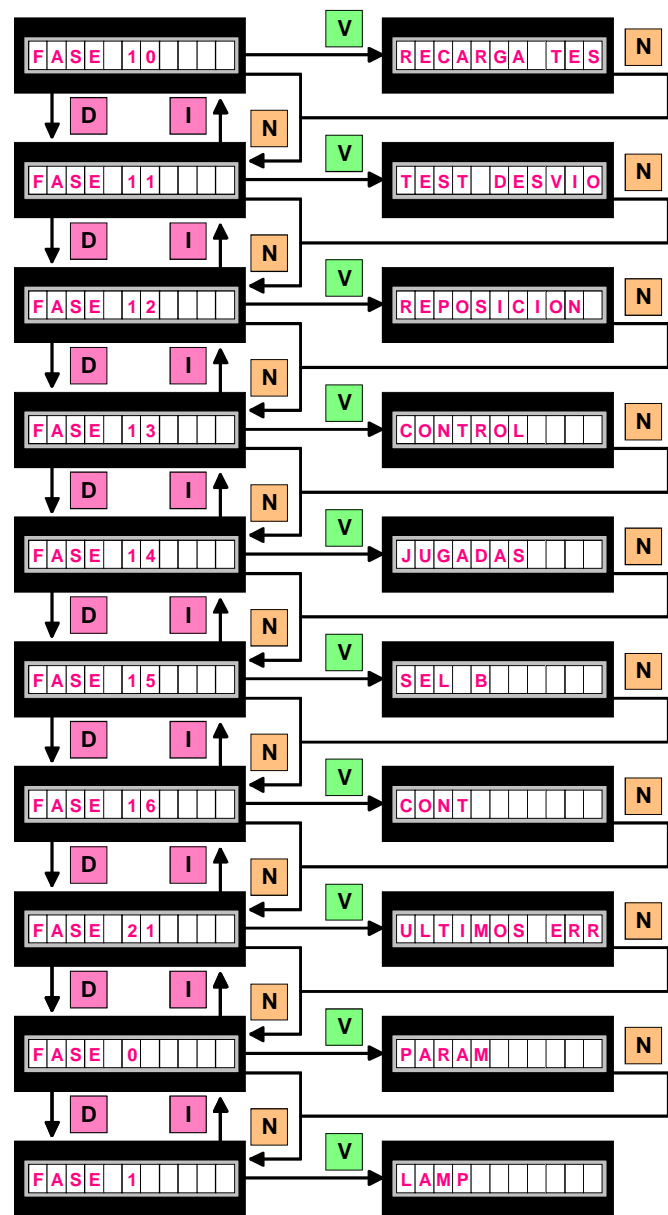 V
FASE 10 RECARGA TES N
D I N V
FASE 11 TEST DESVIO N
D I N V
FASE 12 REPOSICION N
D I N V
FASE 13 CONTROL N
D I N V
FASE 14 JUGADAS N
D I N V
FASE 15 SEL B N
D I N V
FASE 16 CONT N
D I N V
FASE 21 ULTIMOS ERR N
D I N V
FASE 0 PARAM N
D I N V
FASE 1 LAMP